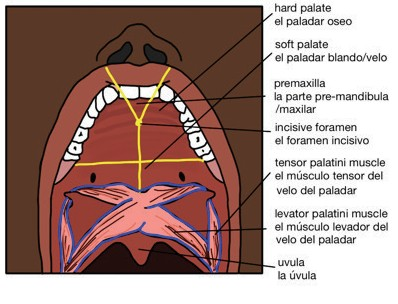 hard palate
el paladar oseo
soft palate
el paladar blando/velo
premaxilla
la parte pre-mandibula
/maxilar
incisive foramen
el foramen incisivo
tensor palatini muscle
el músculo tensor del
velo del paladar
levator palatini muscle
el músculo levador del
velo del paladar
uvula
la úvula